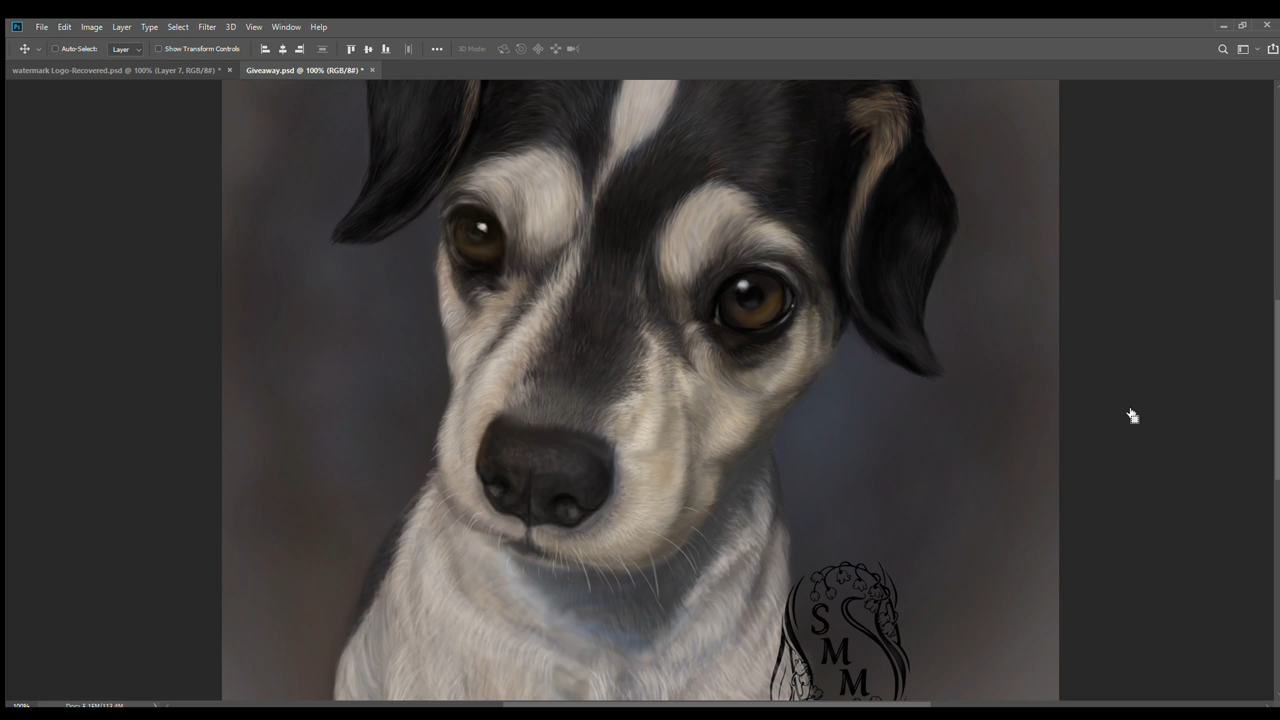 Ps File Edit Image Layer Type Select Filter 3D View Window Help
Auto-Select: Layer Show Transform Controls 3D Mode:
watermark Logo-Recovered.psd @ 100% (Layer 7, RGB/8#) * × Giveaway.psd @ 100% (RGB/8#) * ×
S
M
M